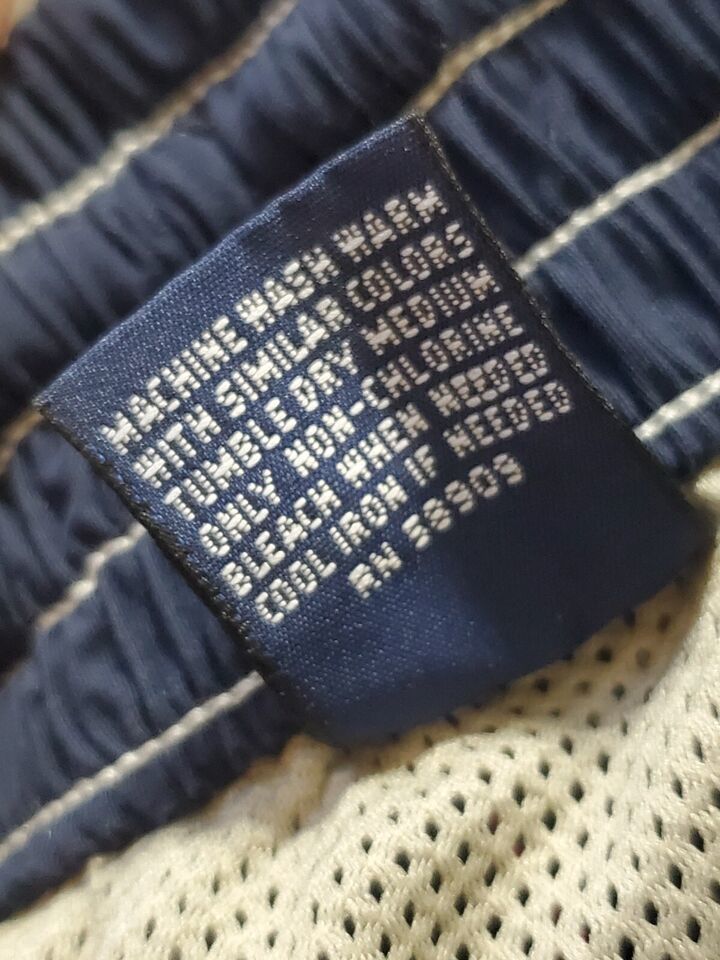 MACHINE WASH WARM
WITH SIMILAR COLORS
TUMBLE DRY MEDIUM
ONLY NON-CHLORINE
BLEACH WHEN NEEDED
COOL IRON IF NEEDED
RN 38909